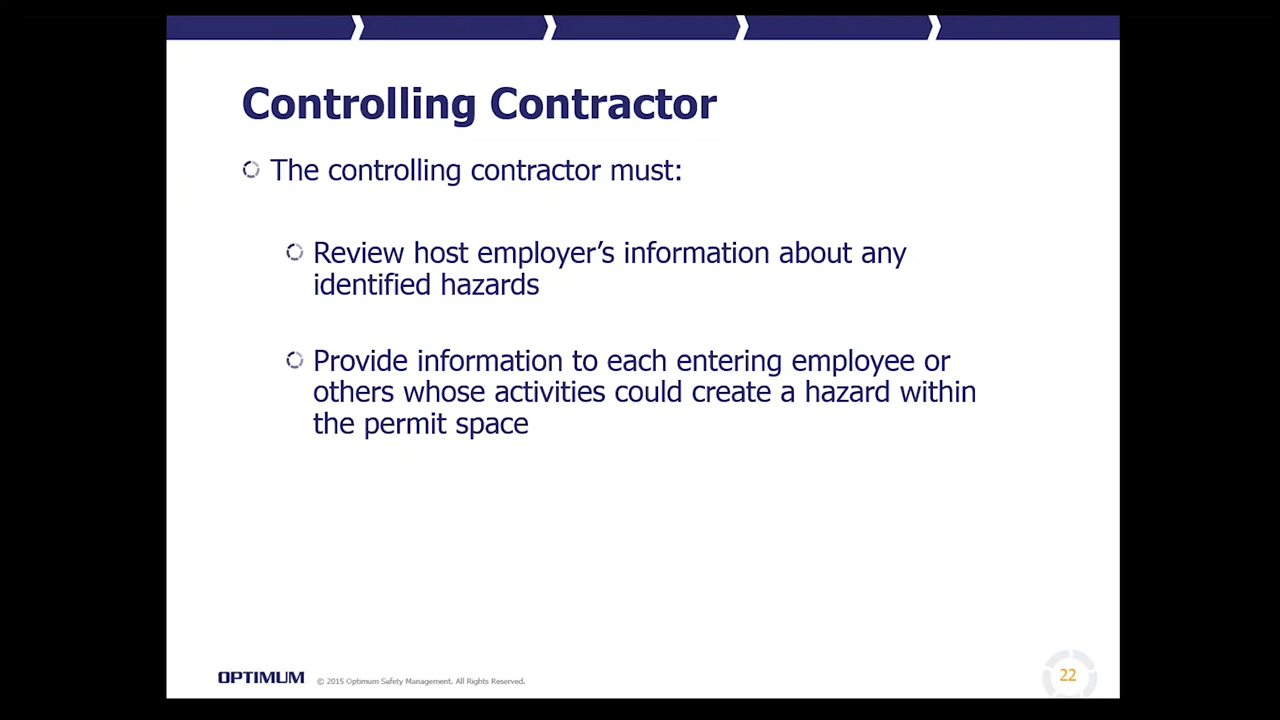 Controlling Contractor
The controlling contractor must:
Review host employer’s information about any
identified hazards
Provide information to each entering employee or
others whose activities could create a hazard within
the permit space
OPTIMUM © 2015 Optimum Safety Management. All Rights Reserved.
22